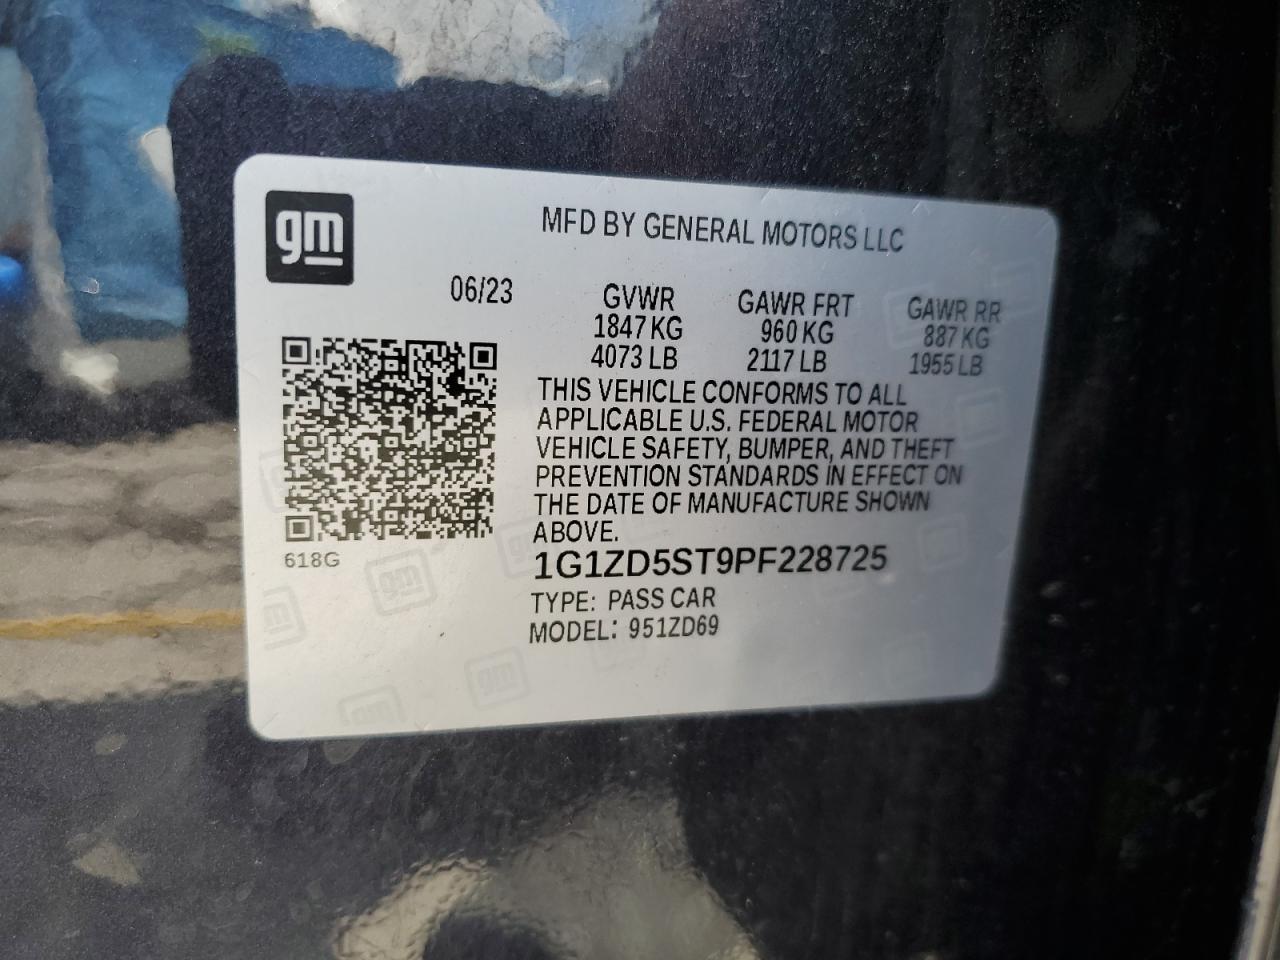 gm
MFD BY GENERAL MOTORS LLC
06/23 GVWR GAWR FRT GAWR RR
1847 KG 960 KG 887 KG
4073 LB 2117 LB 1955 LB
THIS VEHICLE CONFORMS TO ALL
APPLICABLE U.S. FEDERAL MOTOR
VEHICLE SAFETY, BUMPER, AND THEFT
PREVENTION STANDARDS IN EFFECT ON
THE DATE OF MANUFACTURE SHOWN
ABOVE.
618G
1G1ZD5ST9PF228725
TYPE: PASS CAR
MODEL: 951ZD69